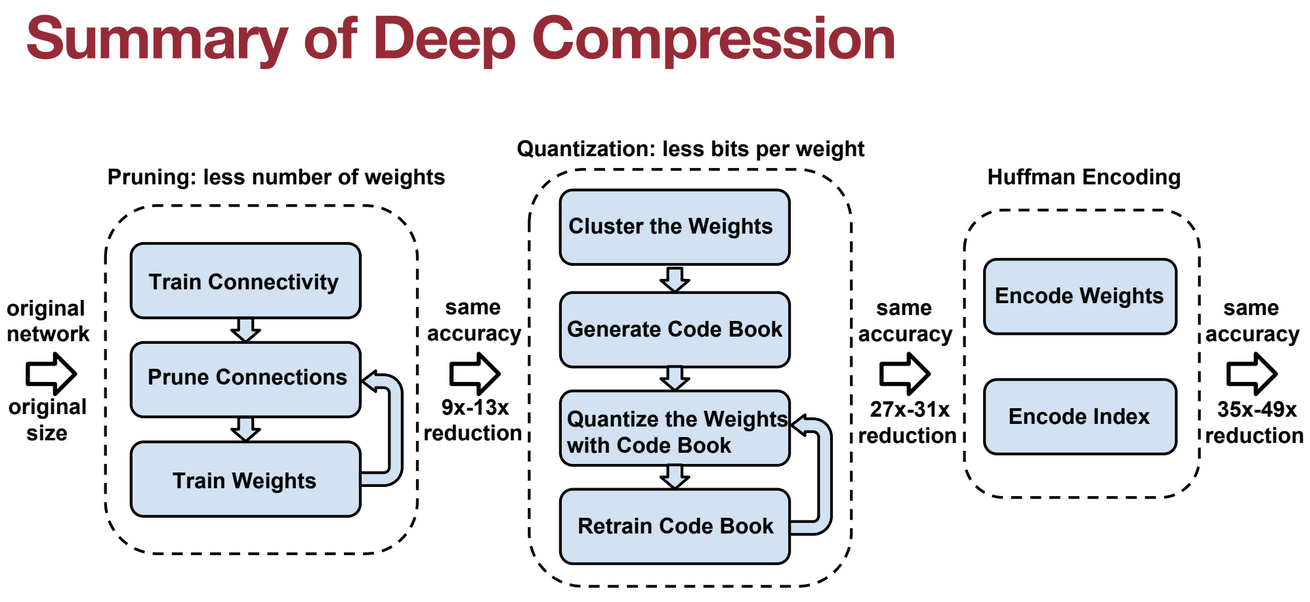 Summary of Deep Compression
Pruning: less number of weights
Train Connectivity
Prune Connections
Train Weights
original
network
original
size
same
accuracy
9x-13x
reduction
Quantization: less bits per weight
Cluster the Weights
Generate Code Book
Quantize the Weights
with Code Book
Retrain Code Book
same
accuracy
27x-31x
reduction
Huffman Encoding
Encode Weights
Encode Index
same
accuracy
35x-49x
reduction